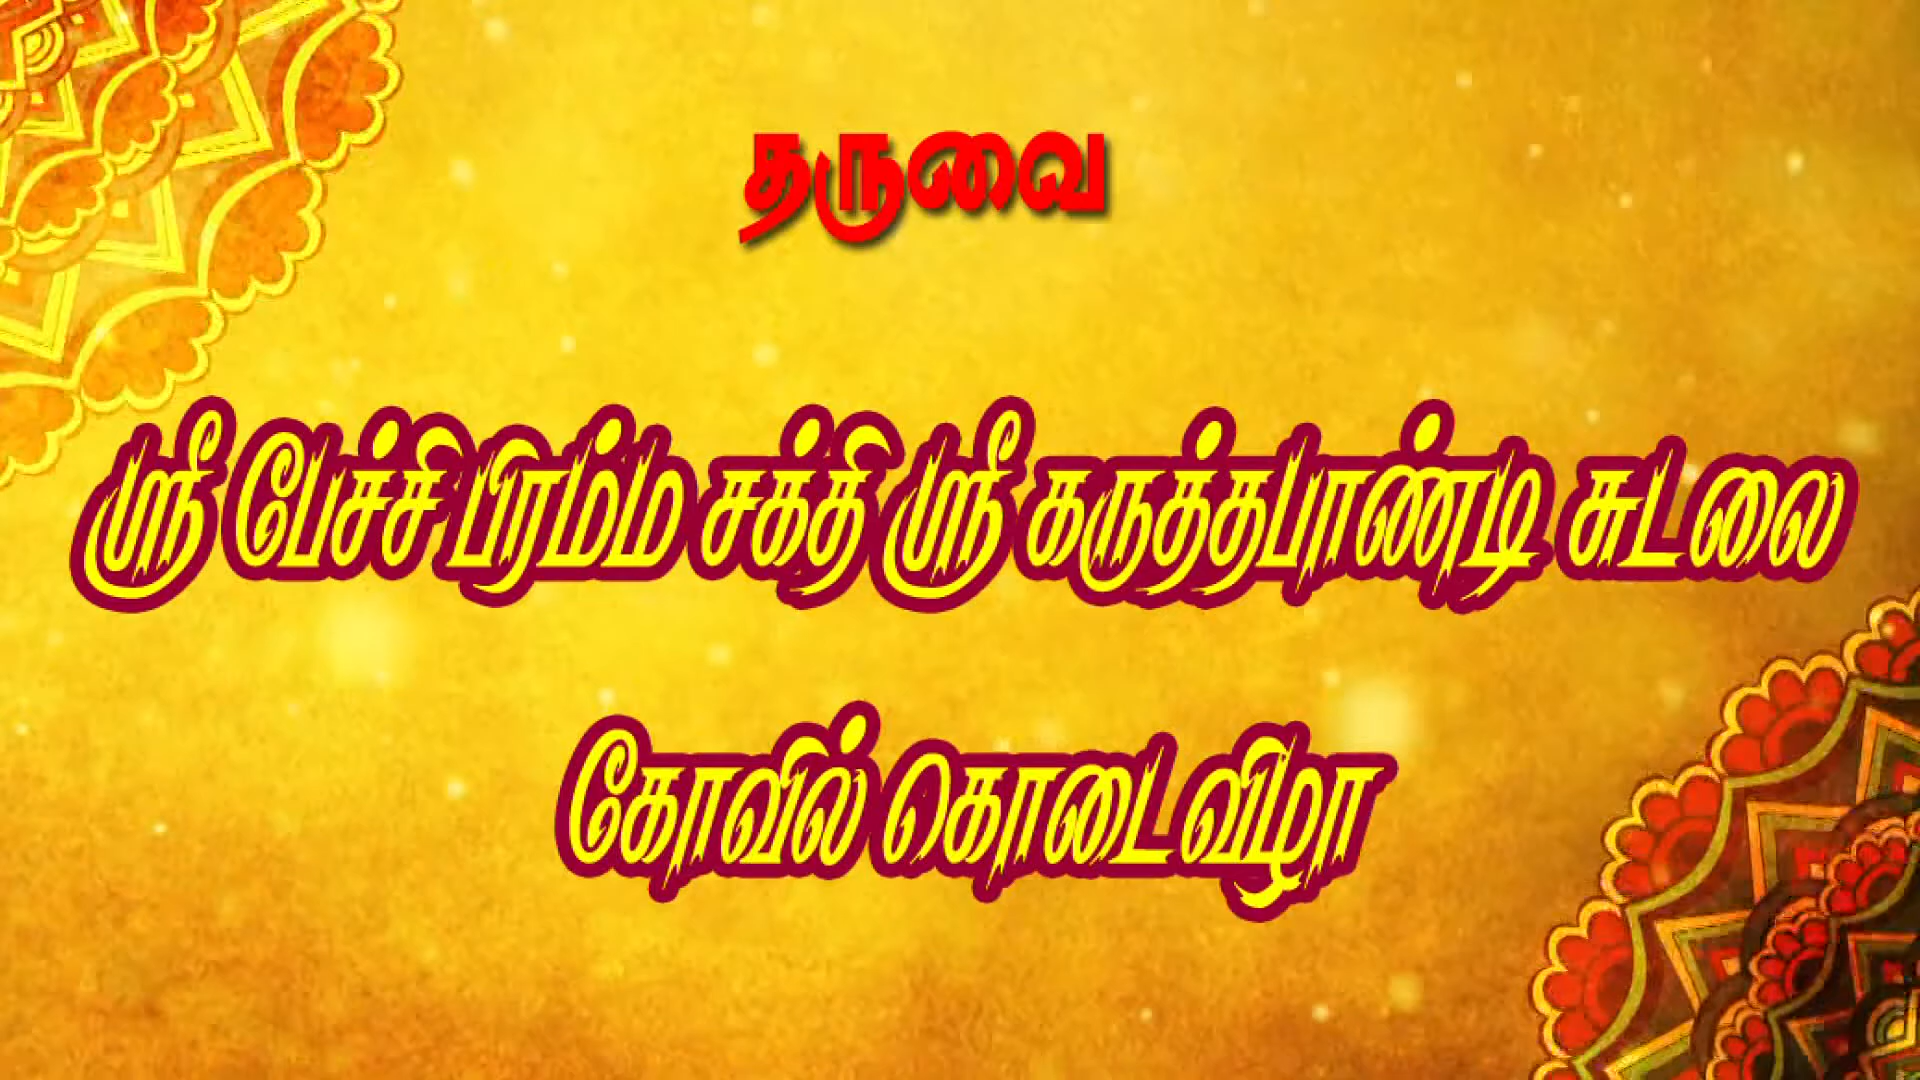 தருவை
ஸ்ரீ பேச்சி பிரம்ம சக்தி ஸ்ரீ கருத்தபாண்டி சுடலை
கோவில் கொடைவிழா